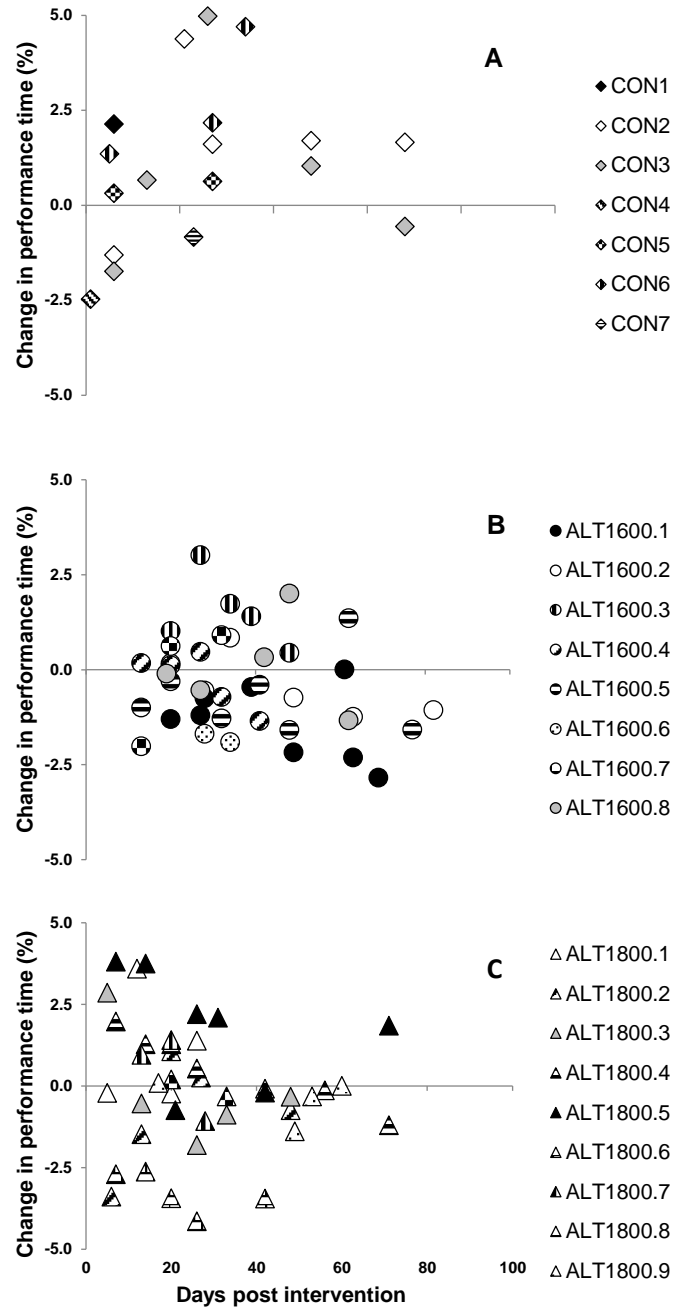 5.0
2.5
0.0
-2.5
-5.0
Change in performance time (%)
A
CON1
CON2
CON3
CON4
CON5
CON6
CON7
5.0
2.5
0.0
-2.5
-5.0
Change in performance time (%)
B
ALT1600.1
ALT1600.2
ALT1600.3
ALT1600.4
ALT1600.5
ALT1600.6
ALT1600.7
ALT1600.8
5.0
2.5
0.0
-2.5
-5.0
Change in performance time (%)
C
ALT1800.1
ALT1800.2
ALT1800.3
ALT1800.4
ALT1800.5
ALT1800.6
ALT1800.7
ALT1800.8
ALT1800.9
0 20 40 60 80 100
Days post intervention